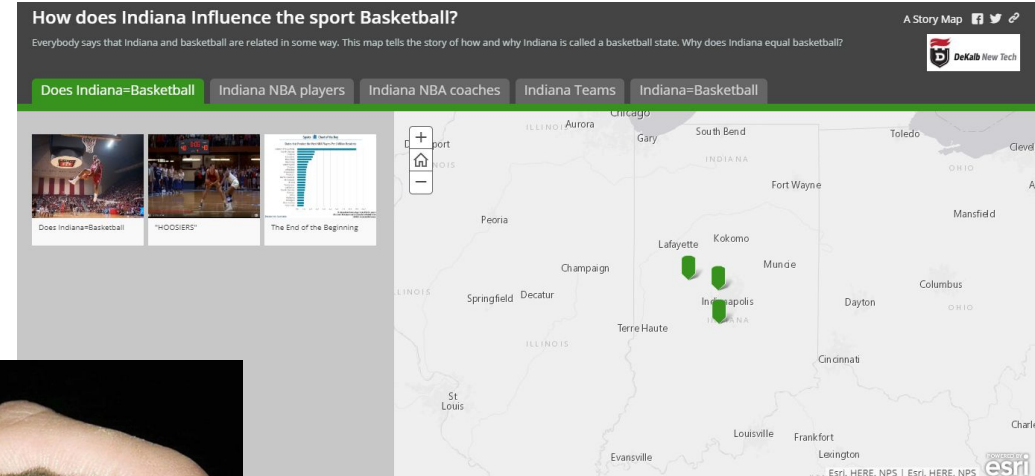 How does Indiana Influence the sport Basketball?
A Story Map
Everybody says that Indiana and basketball are related in some way. This map tells the story of how and why Indiana is called a basketball state. Why does Indiana equal basketball?
DeKalb New Tech
Does Indiana=Basketball
Indiana NBA players
Indiana NBA coaches
Indiana Teams
Indiana=Basketball
Does Indiana=Basketball
"HOOSIERS"
The End of the Beginning
+
−
Chicago
ILLINOIS
Aurora
Gary
South Bend
Toledo
INDIANA
OHIO
Fort Wayne
Mansfield
Peoria
Lafayette
Kokomo
Muncie
Champaign
Columbus
Springfield
Decatur
Dayton
OHIO
Terre Haute
ILLINOIS
Cincinnati
St
Louis
Louisville
Frankfort
Lexington
Evansville
POWERED BY
esri
Esri, HERE, NPS | Esri, HERE, NPS